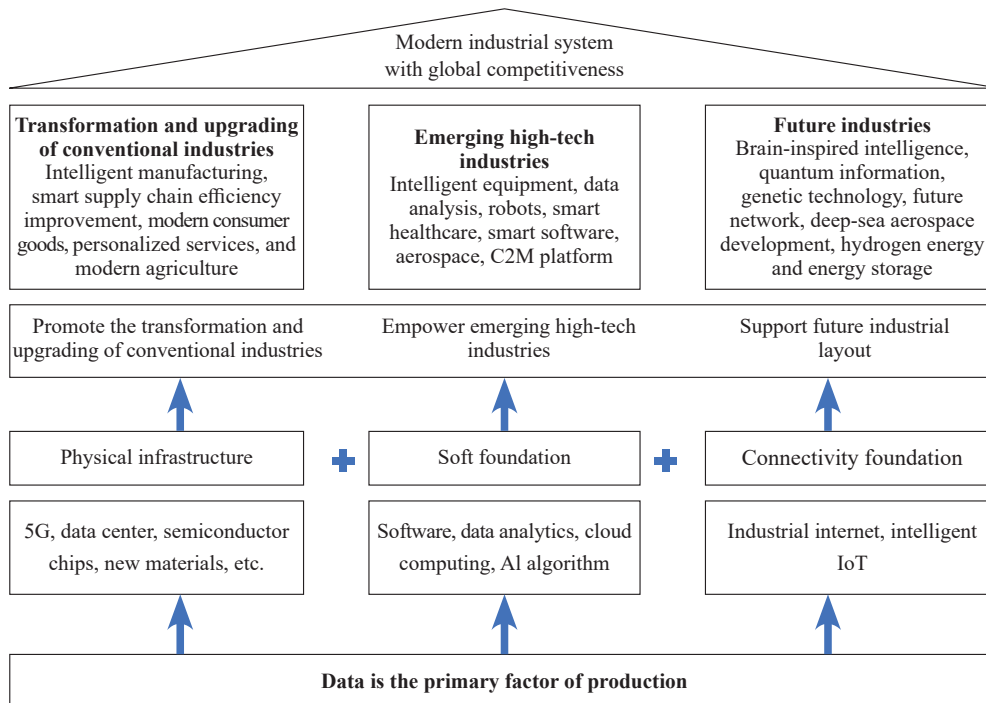 Modern industrial system
with global competitiveness
Transformation and upgrading
of conventional industries
Intelligent manufacturing,
smart supply chain efficiency
improvement, modern consumer
goods, personalized services, and
modern agriculture
Emerging high-tech
industries
Intelligent equipment, data
analysis, robots, smart
healthcare, smart software,
aerospace, C2M platform
Future industries
Brain-inspired intelligence,
quantum information,
genetic technology, future
network, deep-sea aerospace
development, hydrogen energy
and energy storage
Promote the transformation and
upgrading of conventional industries
Empower emerging high-tech
industries
Support future industrial
layout
Physical infrastructure
Soft foundation
Connectivity foundation
5G, data center, semiconductor
chips, new materials, etc.
Software, data analytics, cloud
computing, Al algorithm
Industrial internet, intelligent
IoT
Data is the primary factor of production